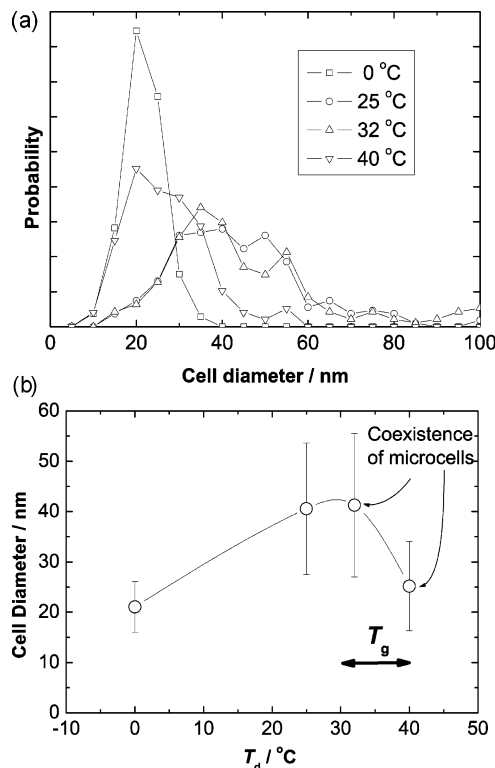 (a)
0 °C
25 °C
32 °C
40 °C
Probability
0 20 40 60 80 100
Cell diameter / nm
(b)
60
50
40
30
20
10
0
Cell Diameter / nm
Coexistence
of microcells
Tg
-10 0 10 20 30 40 50
Td / °C